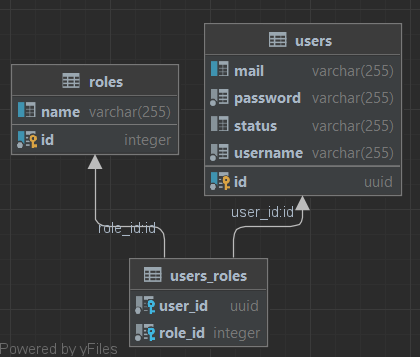 users
mail varchar(255)
password varchar(255)
status varchar(255)
username varchar(255)
id uuid
roles
name varchar(255)
id integer
role_id:id
user_id:id
users_roles
user_id uuid
role_id integer
Powered by yFiles